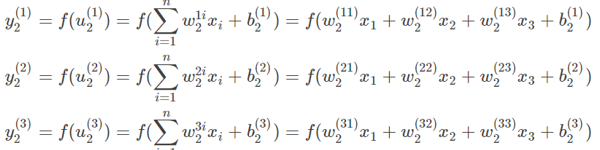 y_2^{(1)} = f(u_2^{(1)}) = f(\sum_{i=1}^{n} w_2^{1i} x_i + b_2^{(1)}) = f(w_2^{(11)} x_1 + w_2^{(12)} x_2 + w_2^{(13)} x_3 + b_2^{(1)})
y_2^{(2)} = f(u_2^{(2)}) = f(\sum_{i=1}^{n} w_2^{2i} x_i + b_2^{(2)}) = f(w_2^{(21)} x_1 + w_2^{(22)} x_2 + w_2^{(23)} x_3 + b_2^{(2)})
y_2^{(3)} = f(u_2^{(3)}) = f(\sum^{n} w_2^{3i} x_i + b_2^{(3)}) = f(w_2^{(31)} x_1 + w_2^{(32)} x_2 + w_2^{(33)} x_3 + b_2^{(3)})